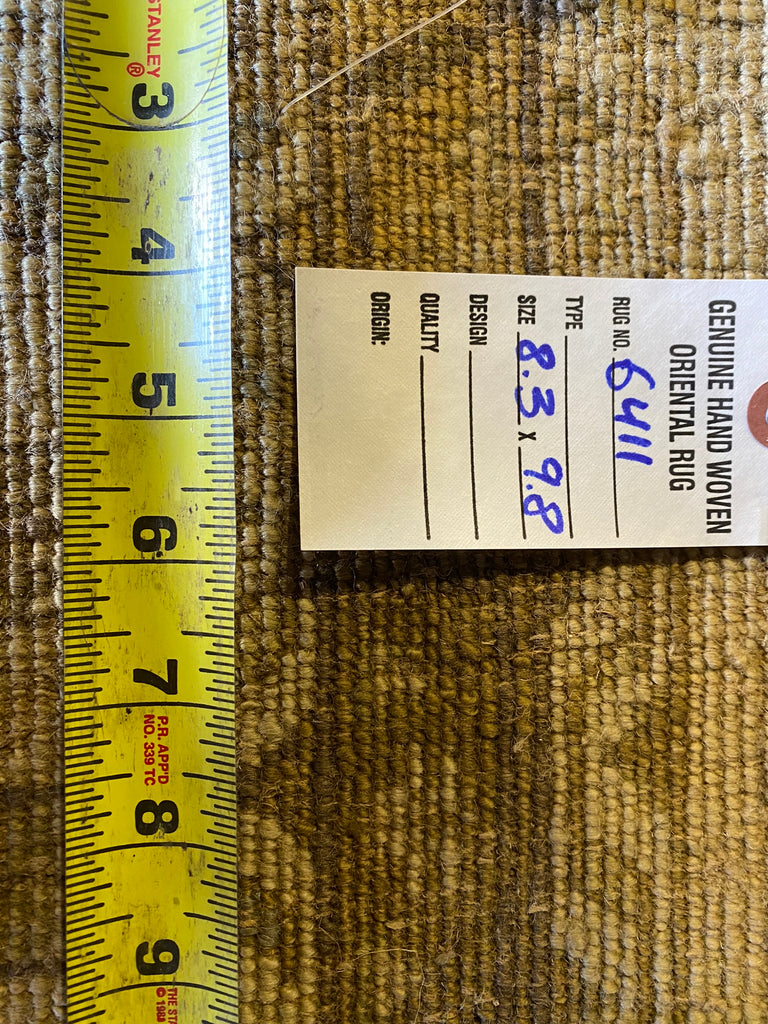 GENUINE HAND WOVEN
ORIENTAL RUG
RUG NO. 6411
TYPE
SIZE 8.3 X 9.8
DESIGN
QUALITY
ORIGIN:
STANLEY ®
3
4
5
6
7
P.R. APP'D
NO. 339 TC
8
9